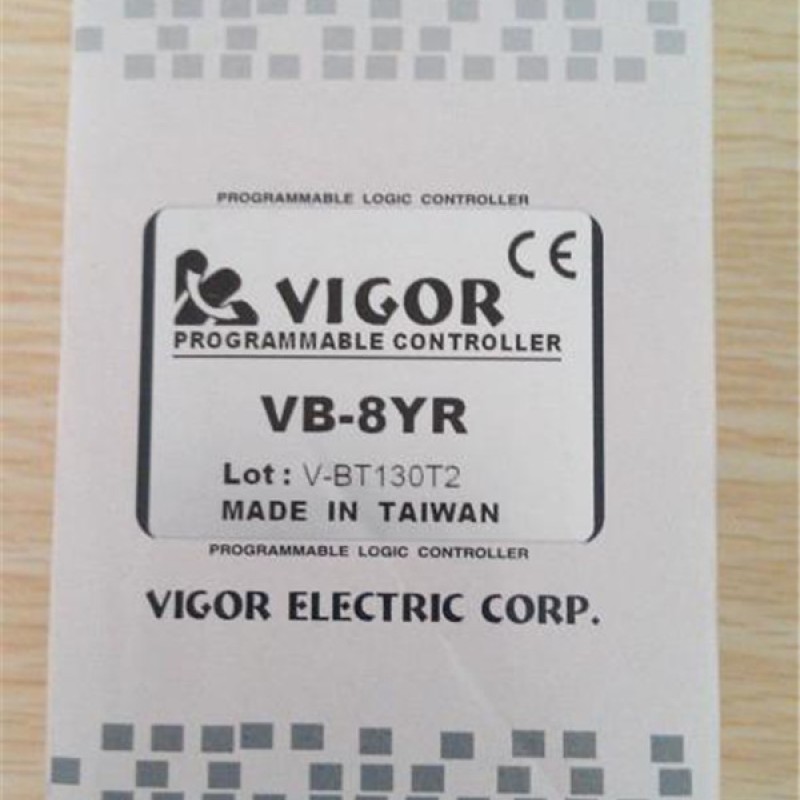 PROGRAMMABLE LOGIC CONTROLLER
CE
VIGOR
PROGRAMMABLE CONTROLLER
VB-8YR
Lot : V-BT130T2
MADE IN TAIWAN
PROGRAMMABLE LOGIC CONTROLLER
VIGOR ELECTRIC CORP.